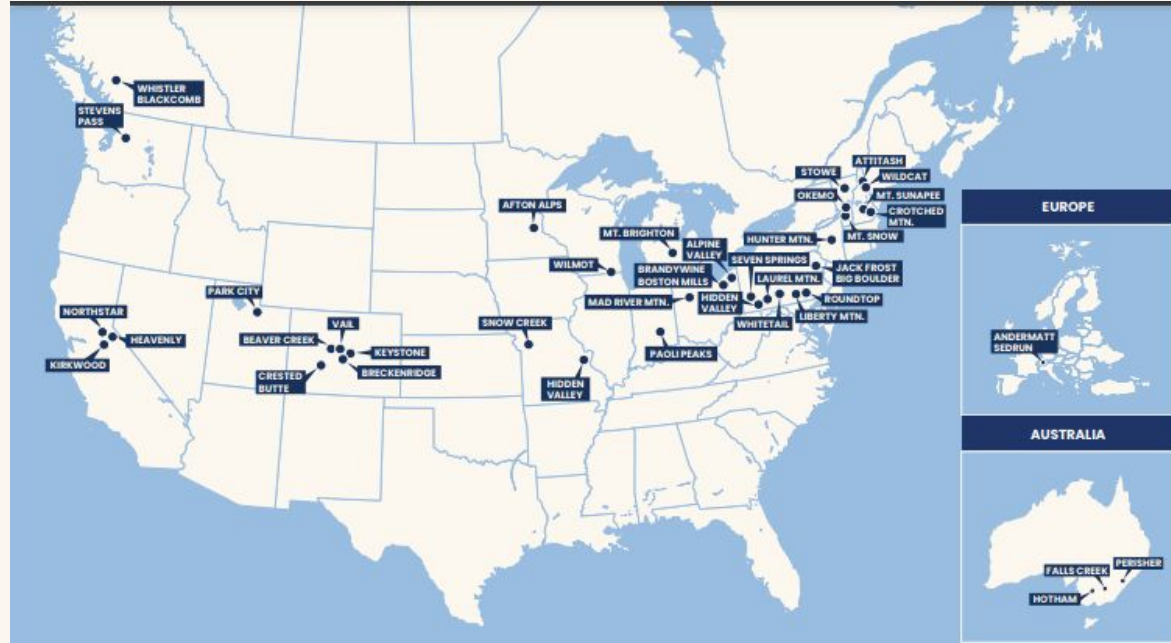 WHISTLER
BLACKCOMB
STEVENS
PASS
ATTITASH
STOWE
WILDCAT
OKEMO
MT. SUNAPEE
AFTON ALPS
CROTCHED
MTN.
MT. BRIGHTON
HUNTER MTN.
MT. SNOW
ALPINE
VALLEY
SEVEN SPRINGS
WILMOT
BRANDYWINE
BOSTON MILLS
LAUREL MTN.
JACK FROST
BIG BOULDER
PARK CITY
MAD RIVER MTN.
HIDDEN
VALLEY
ROUNDTOP
NORTHSTAR
WHITETAIL
LIBERTY MTN.
HEAVENLY
KIRKWOOD
VAIL
BEAVER CREEK
KEYSTONE
BRECKENRIDGE
CRESTED
BUTTE
SNOW CREEK
PAOLI PEAKS
HIDDEN
VALLEY
EUROPE
ANDERMATT
SEDRUN
AUSTRALIA
PERISHER
FALLS CREEK
HOTHAM